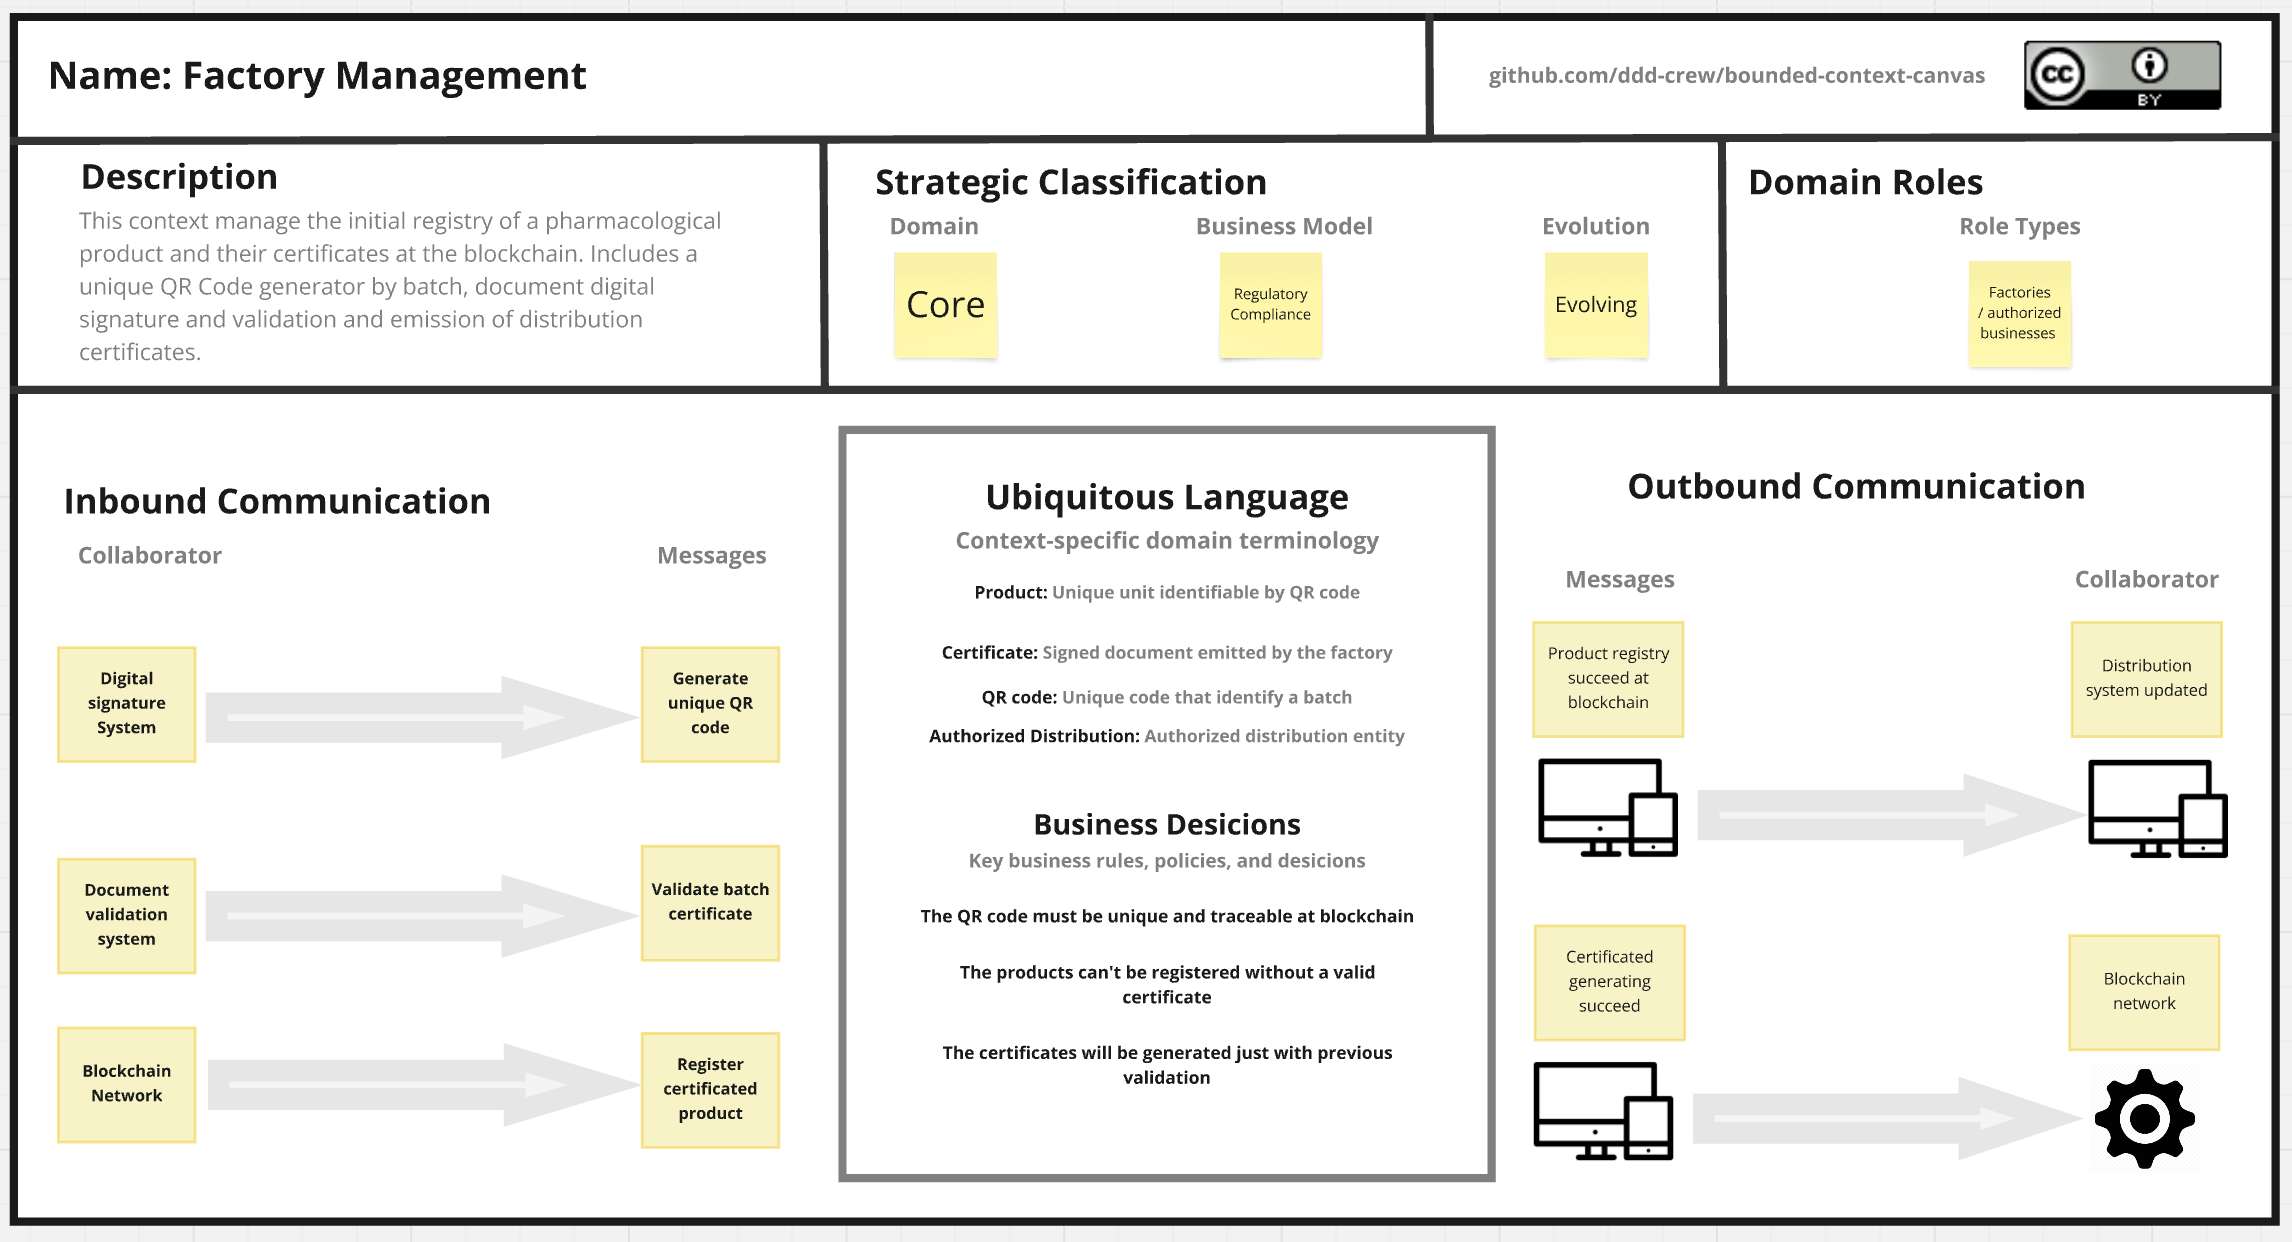 Name: Factory Management
github.com/ddd-crew/bounded-context-canvas
cc
BY
Description
This context manage the initial registry of a pharmacological
product and their certificates at the blockchain. Includes a
unique QR Code generator by batch, document digital
signature and validation and emission of distribution
certificates.
Strategic Classification
Domain
Business Model
Evolution
Core
Regulatory
Compliance
Evolving
Domain Roles
Role Types
Factories
/ authorized
businesses
Inbound Communication
Collaborator
Messages
Digital
signature
System
Generate
unique QR
code
Document
validation
system
Validate batch
certificate
Blockchain
Network
Register
certificated
product
Ubiquitous Language
Context-specific domain terminology
Product: Unique unit identifiable by QR code
Certificate: Signed document emitted by the factory
QR code: Unique code that identify a batch
Authorized Distribution: Authorized distribution entity
Business Desicions
Key business rules, policies, and desicions
The QR code must be unique and traceable at blockchain
The products can't be registered without a valid
certificate
The certificates will be generated just with previous
validation
Outbound Communication
Messages
Collaborator
Product registry
succeed at
blockchain
Distribution
system updated
Certificated
generating
succeed
Blockchain
network